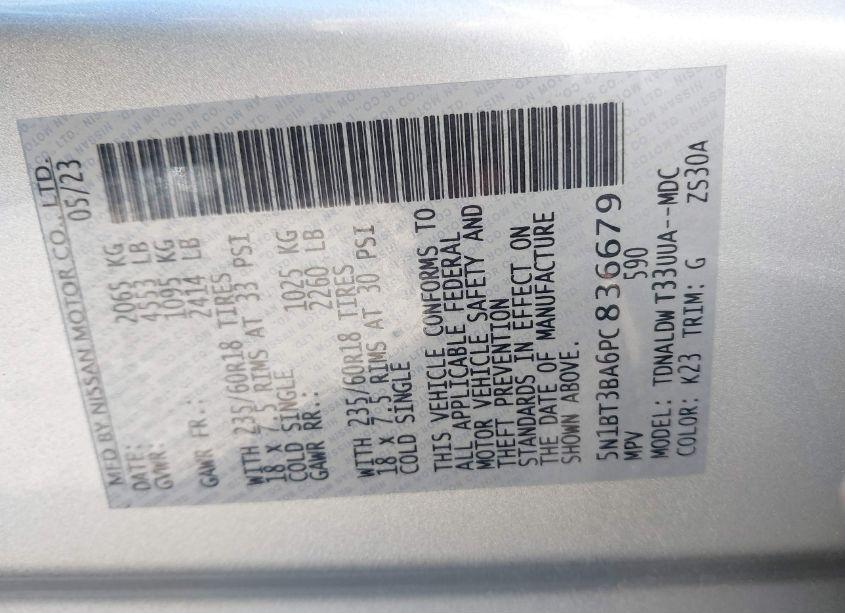 MFD BY NISSAN MOTOR CO., LTD.
DATE: 05/23
GVWR: 2065 KG
4553 LB
GAWR FR.: 1095 KG
2414 LB
WITH 235/60R18 TIRES
18 X 7.5 RIMS AT 33 PSI
COLD SINGLE
GAWR RR.: 1025 KG
2260 LB
WITH 235/60R18 TIRES
18 X 7.5 RIMS AT 30 PSI
COLD SINGLE
THIS VEHICLE CONFORMS TO
ALL APPLICABLE FEDERAL
MOTOR VEHICLE SAFETY AND
THEFT PREVENTION
STANDARDS IN EFFECT ON
THE DATE OF MANUFACTURE
SHOWN ABOVE.
5N1BT3BA6PC836679
MPV 590
MODEL: TDNALDW T33UUA--MDC
COLOR: K23 TRIM: G ZS30A